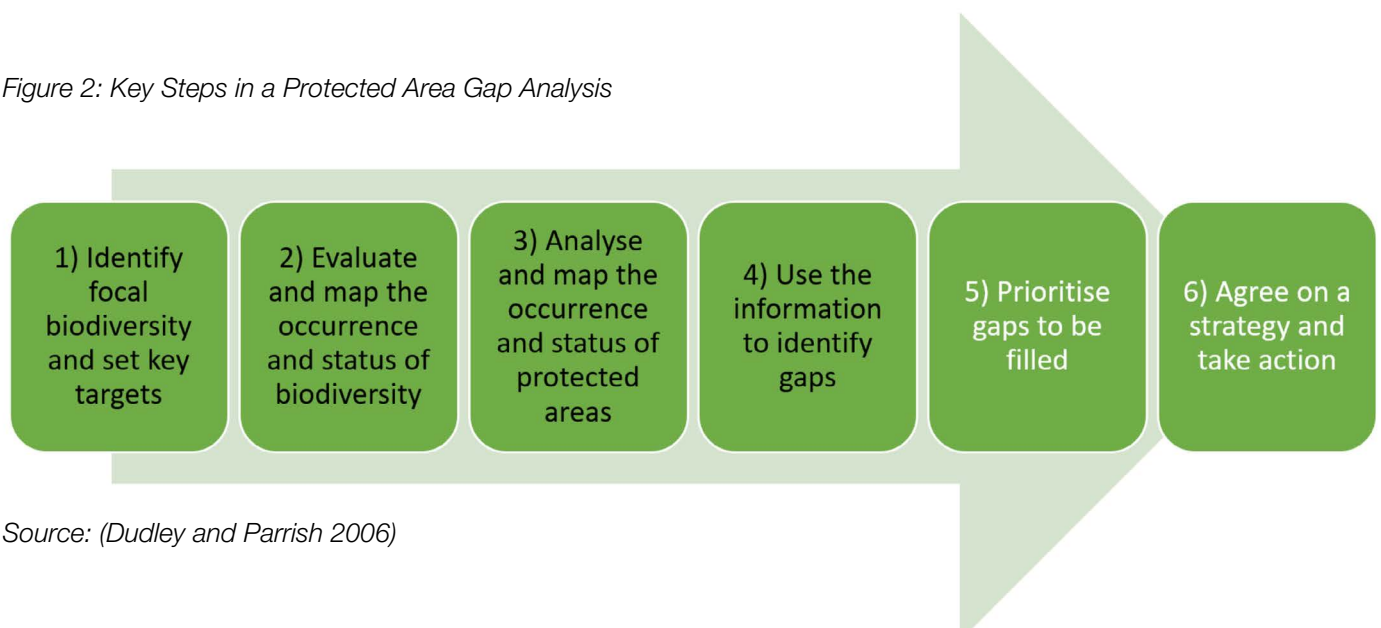 Figure 2: Key Steps in a Protected Area Gap Analysis
1) Identify
focal
biodiversity
and set key
targets
2) Evaluate
and map the
occurrence
and status of
biodiversity
3) Analyse
and map the
occurrence
and status of
protected
areas
4) Use the
information
to identify
gaps
5) Prioritise
gaps to be
filled
6) Agree on a
strategy and
take action
Source: (Dudley and Parrish 2006)